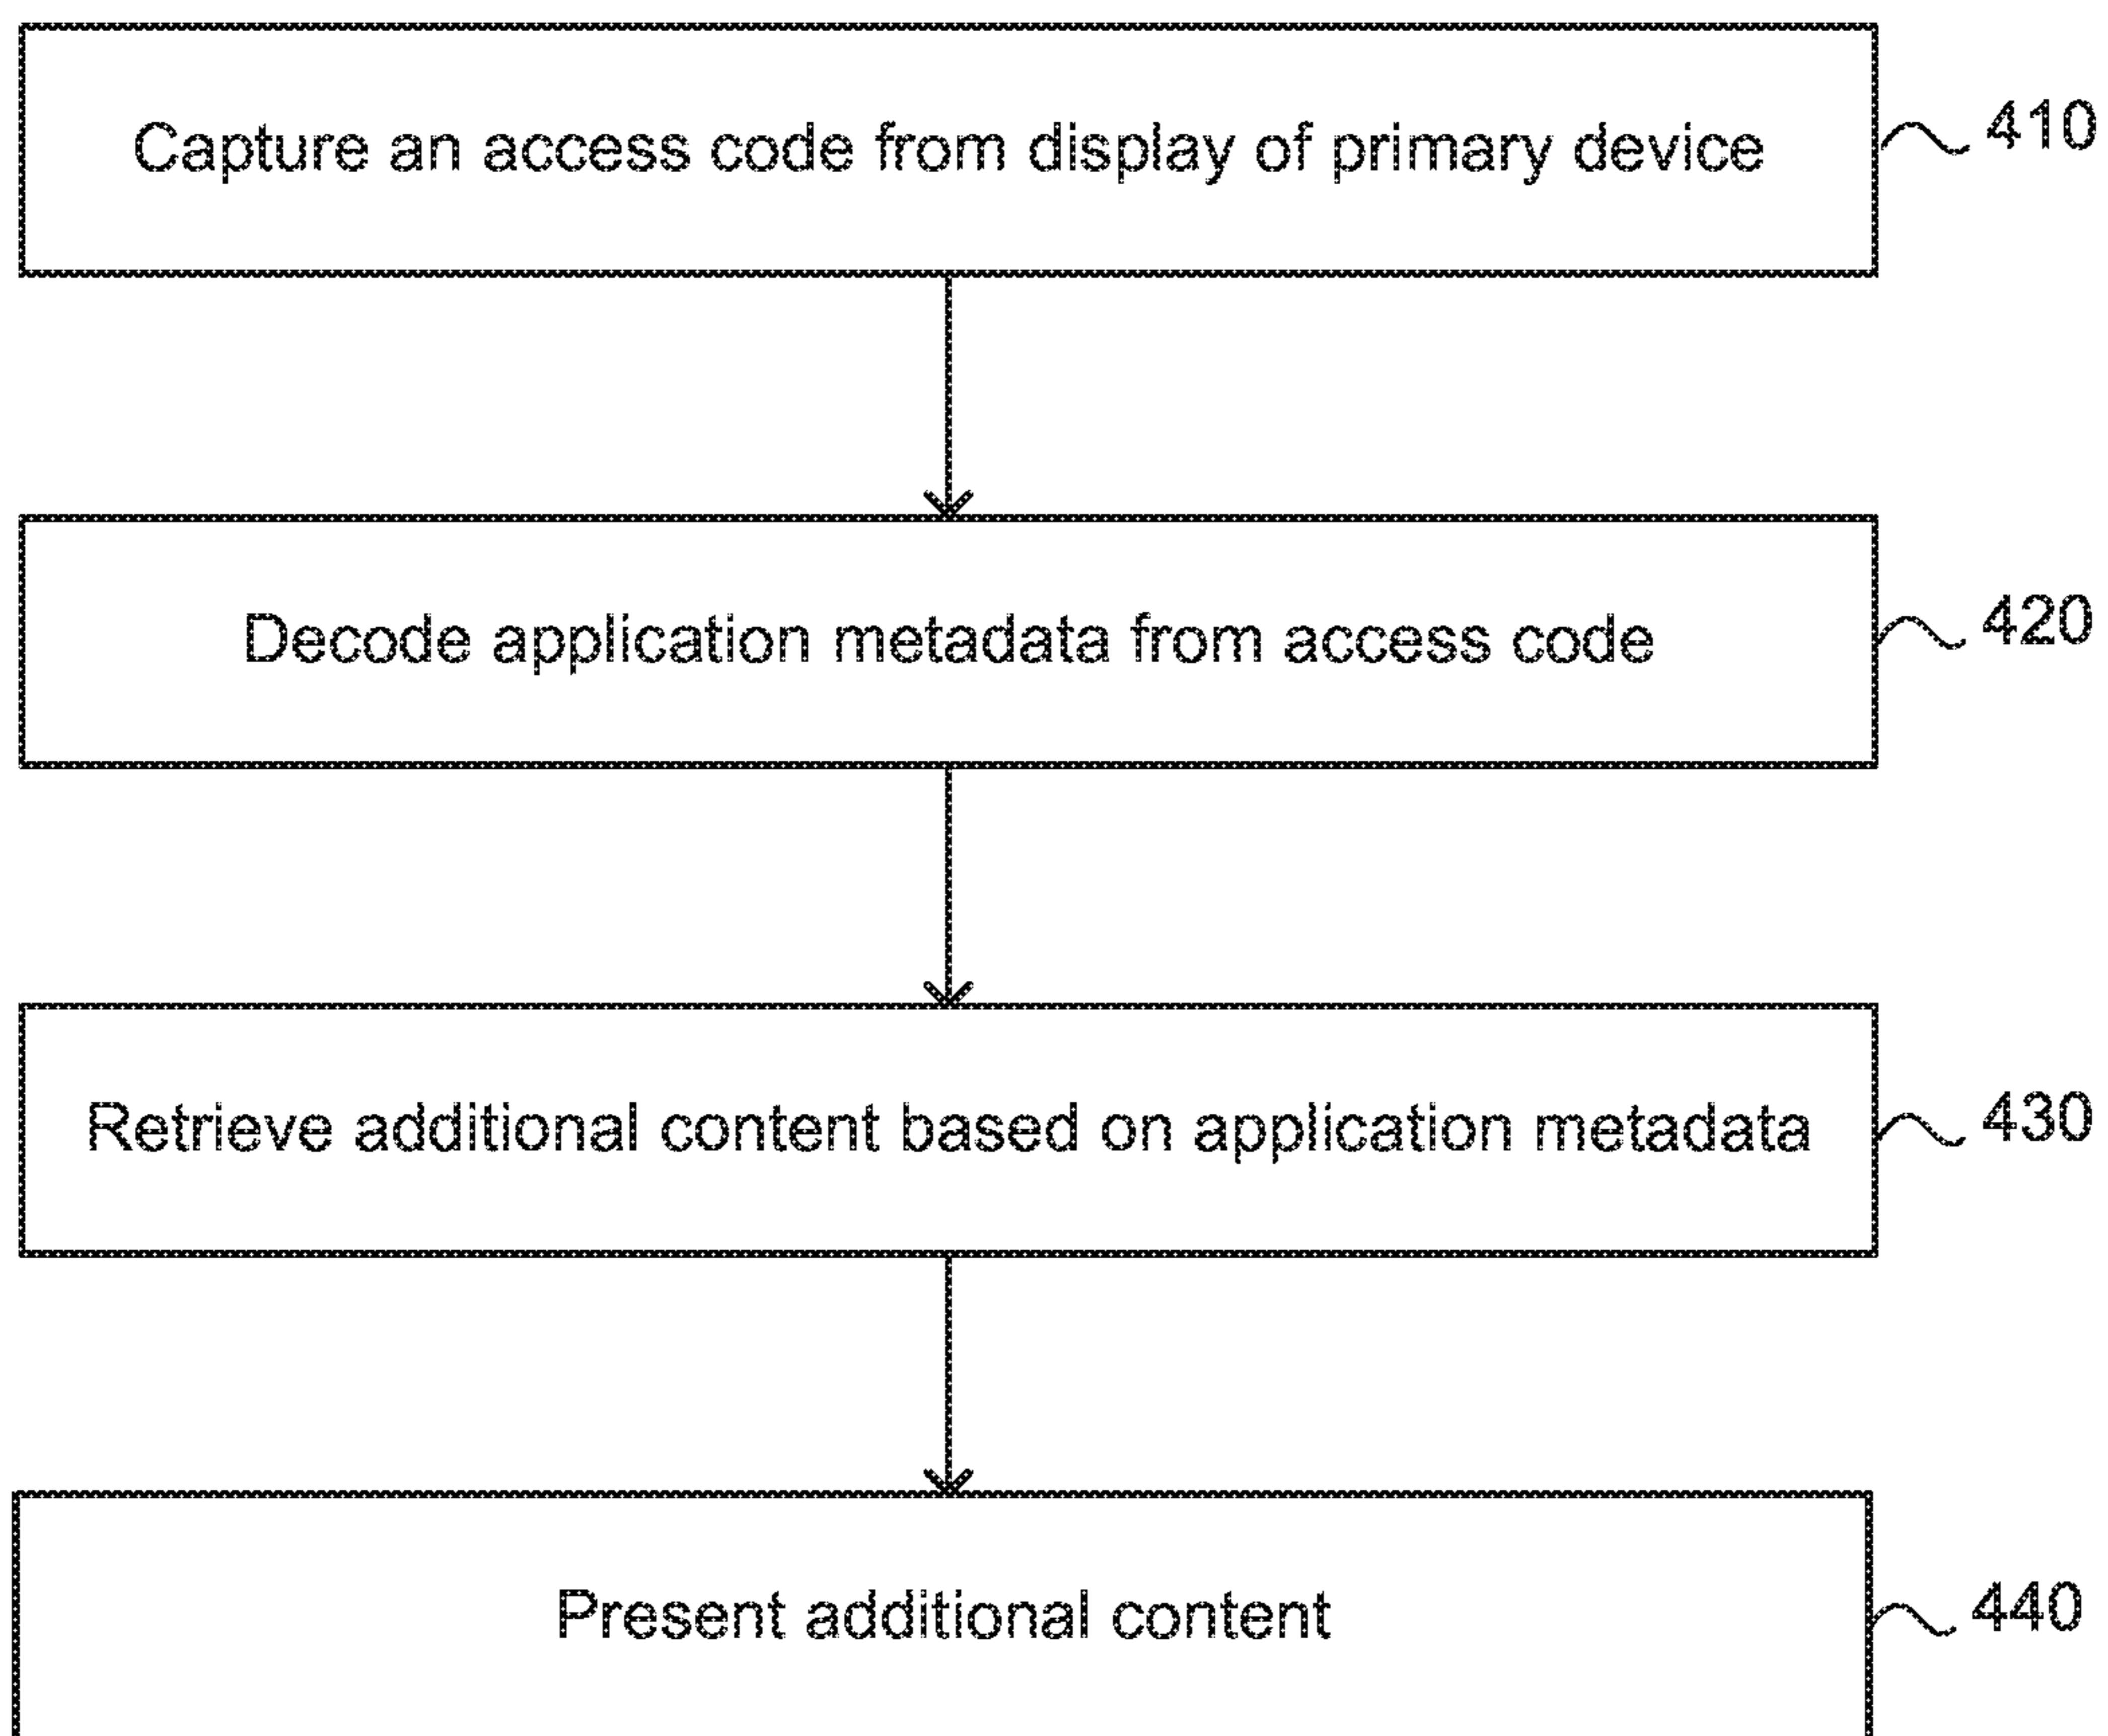 Capture an access code from display of primary device 410
Decode application metadata from access code 420
Retrieve additional content based on application metadata 430
Present additional content 440